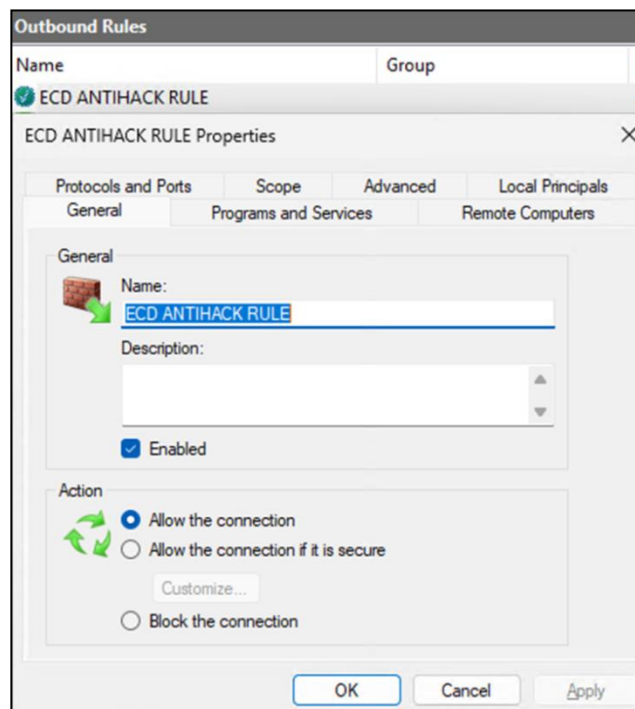 Outbound Rules
Name Group
ECD ANTIHACK RULE
ECD ANTIHACK RULE Properties
Protocols and Ports Scope Advanced Local Principals
General Programs and Services Remote Computers
General
Name:
ECD ANTIHACK RULE
Description:
Enabled
Action
Allow the connection
Allow the connection if it is secure
Customize...
Block the connection
OK Cancel Apply